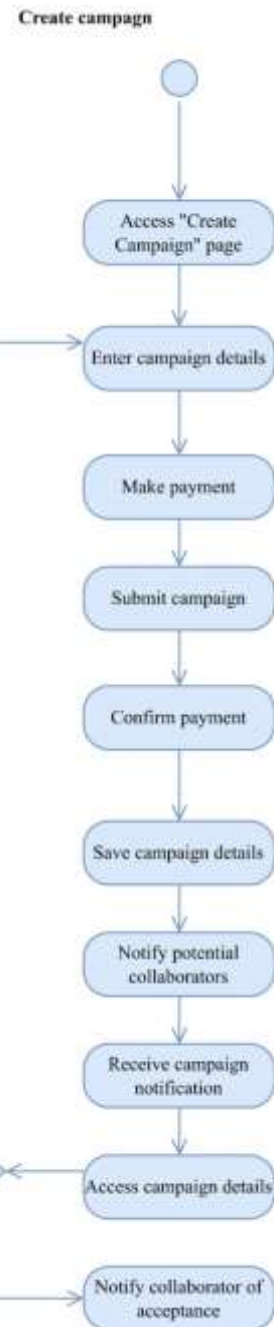 Create campagn
Access "Create
Campaign" page
Enter campaign details
Make payment
Submit campaign
Confirm payment
Save campaign details
Notify potential
collaborators
Receive campaign
notification
Access campaign details
Notify collaborator of
acceptance